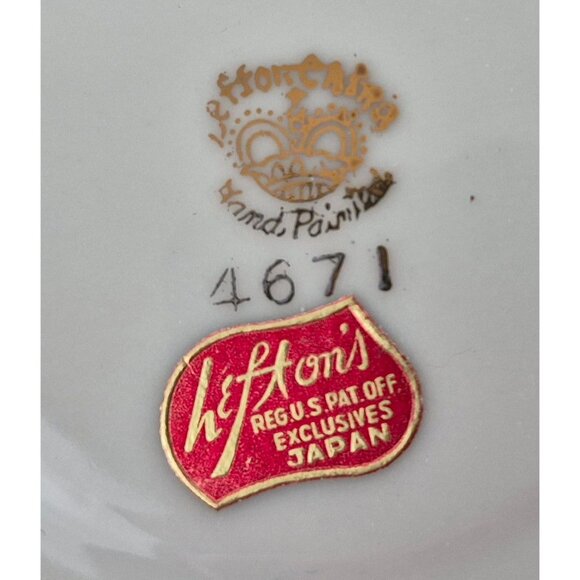 Lefton China
Hand Painted
4671
Lefton's
REG.U.S. PAT. OFF.
EXCLUSIVES
JAPAN